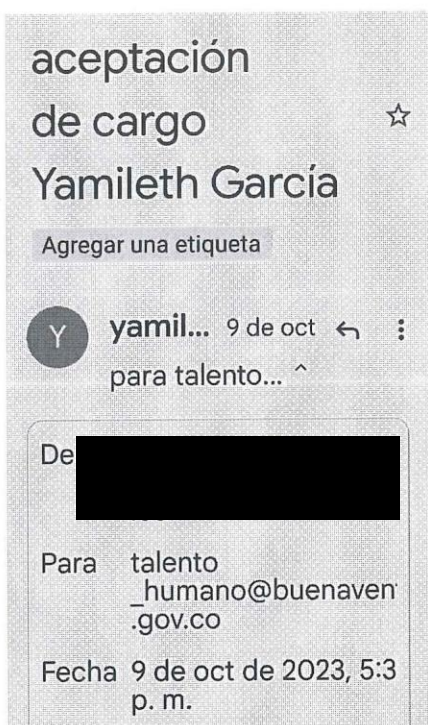 aceptación
de cargo
Yamileth García
Agregar una etiqueta
Y
yamil... 9 de oct
para talento...
De
Para talento
_humano@buenaven
.gov.co
Fecha 9 de oct de 2023, 5:3
p. m.